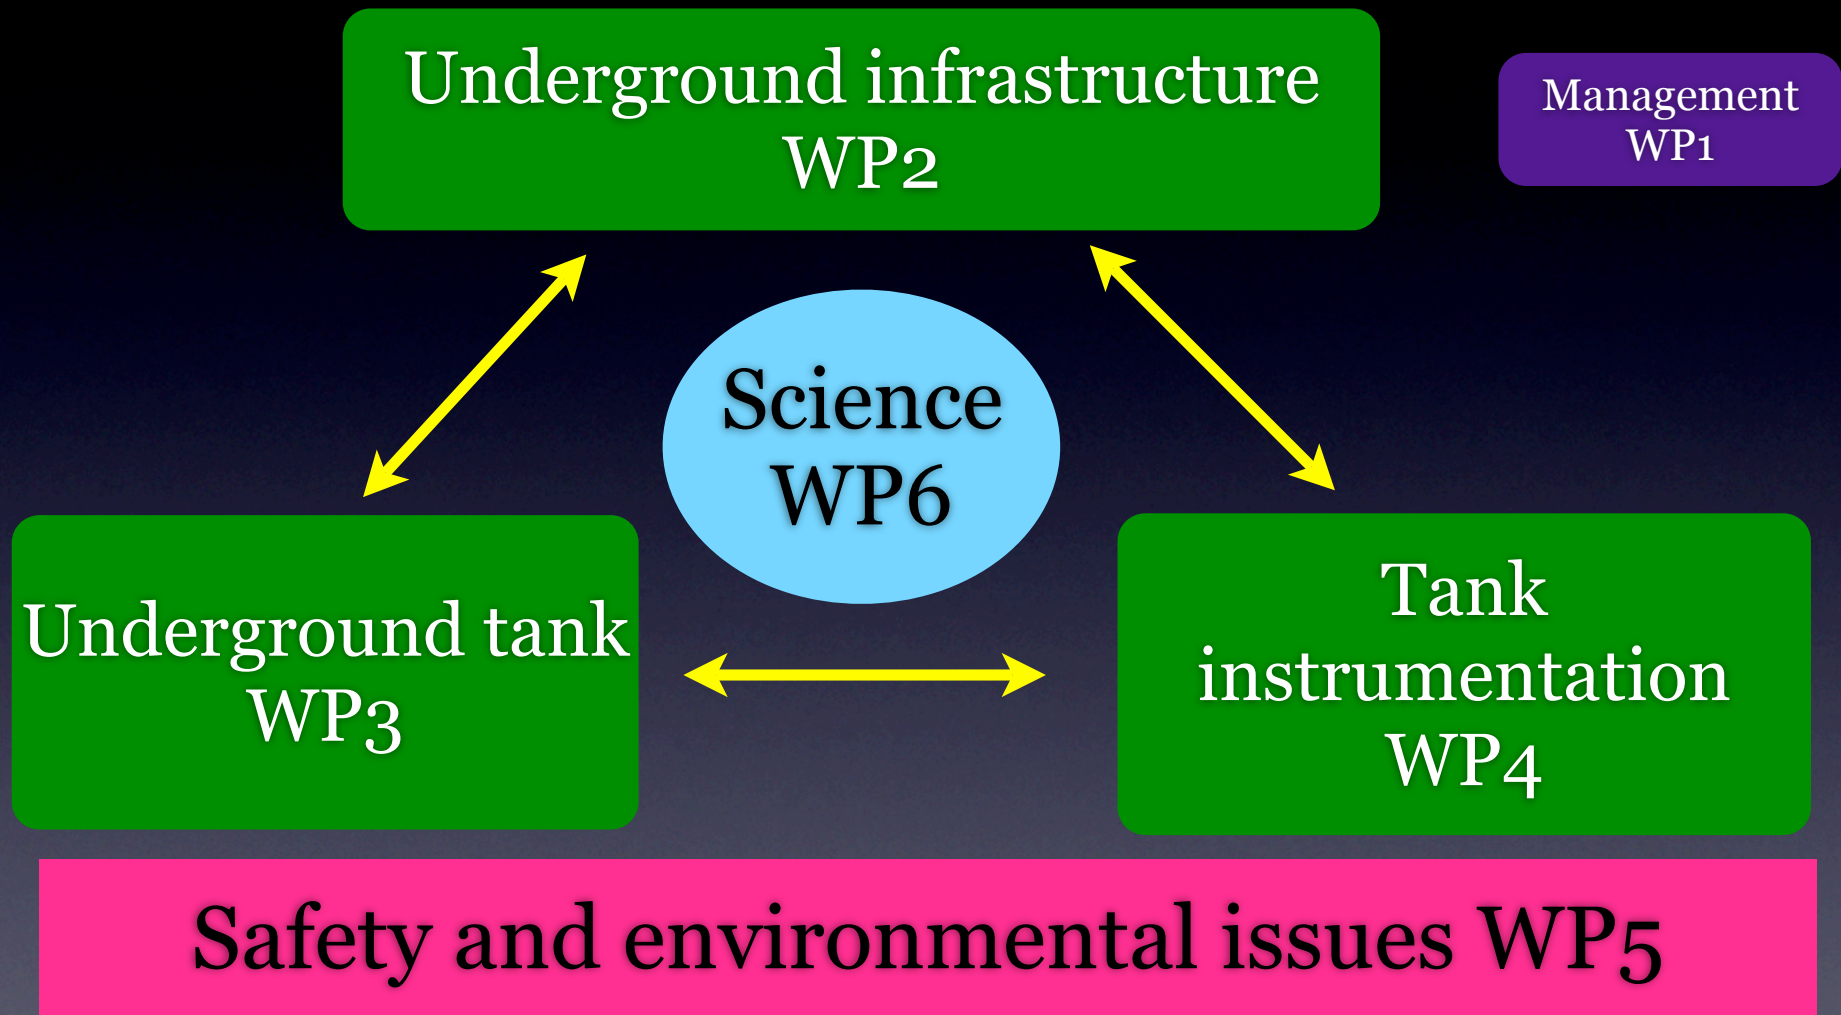 Underground infrastructure
WP2
Management
WP1
Science
WP6
Underground tank
WP3
Tank
instrumentation
WP4
Safety and environmental issues WP5